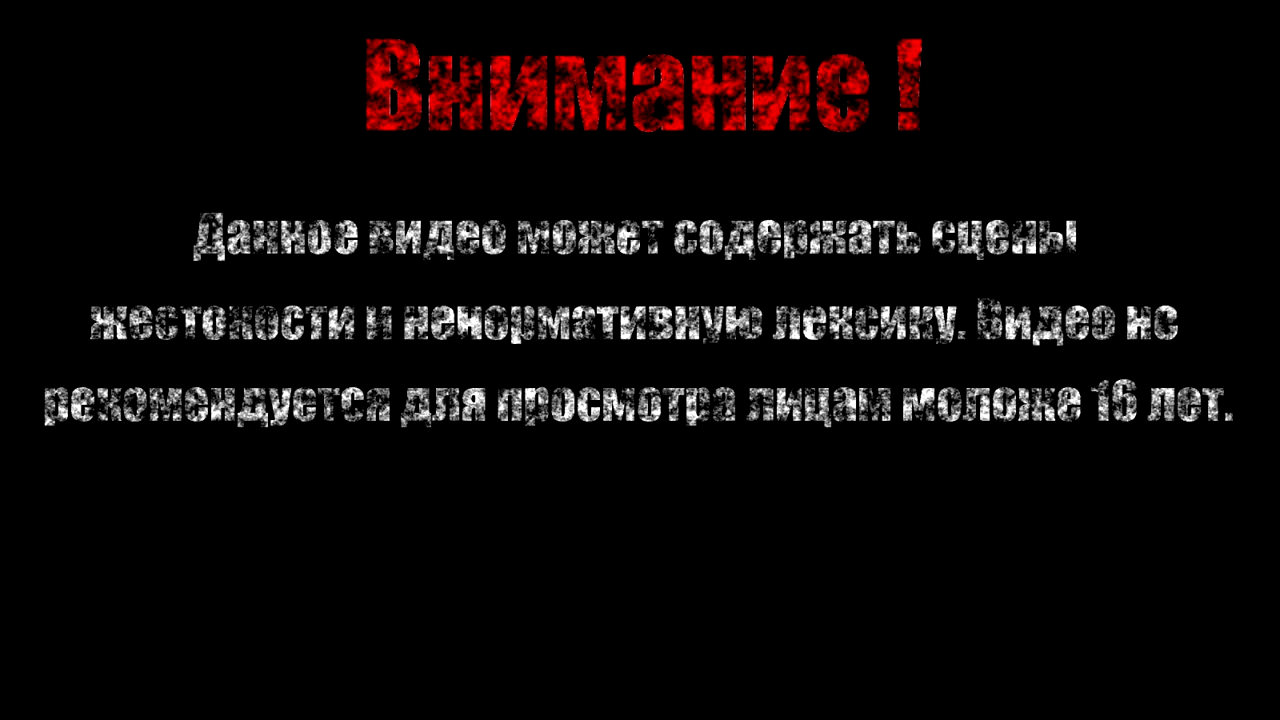 Внимание !
Данное видео может содержать сцены
жестокости и ненормативную лексику. Видео не
рекомендуется для просмотра лицам моложе 16 лет.